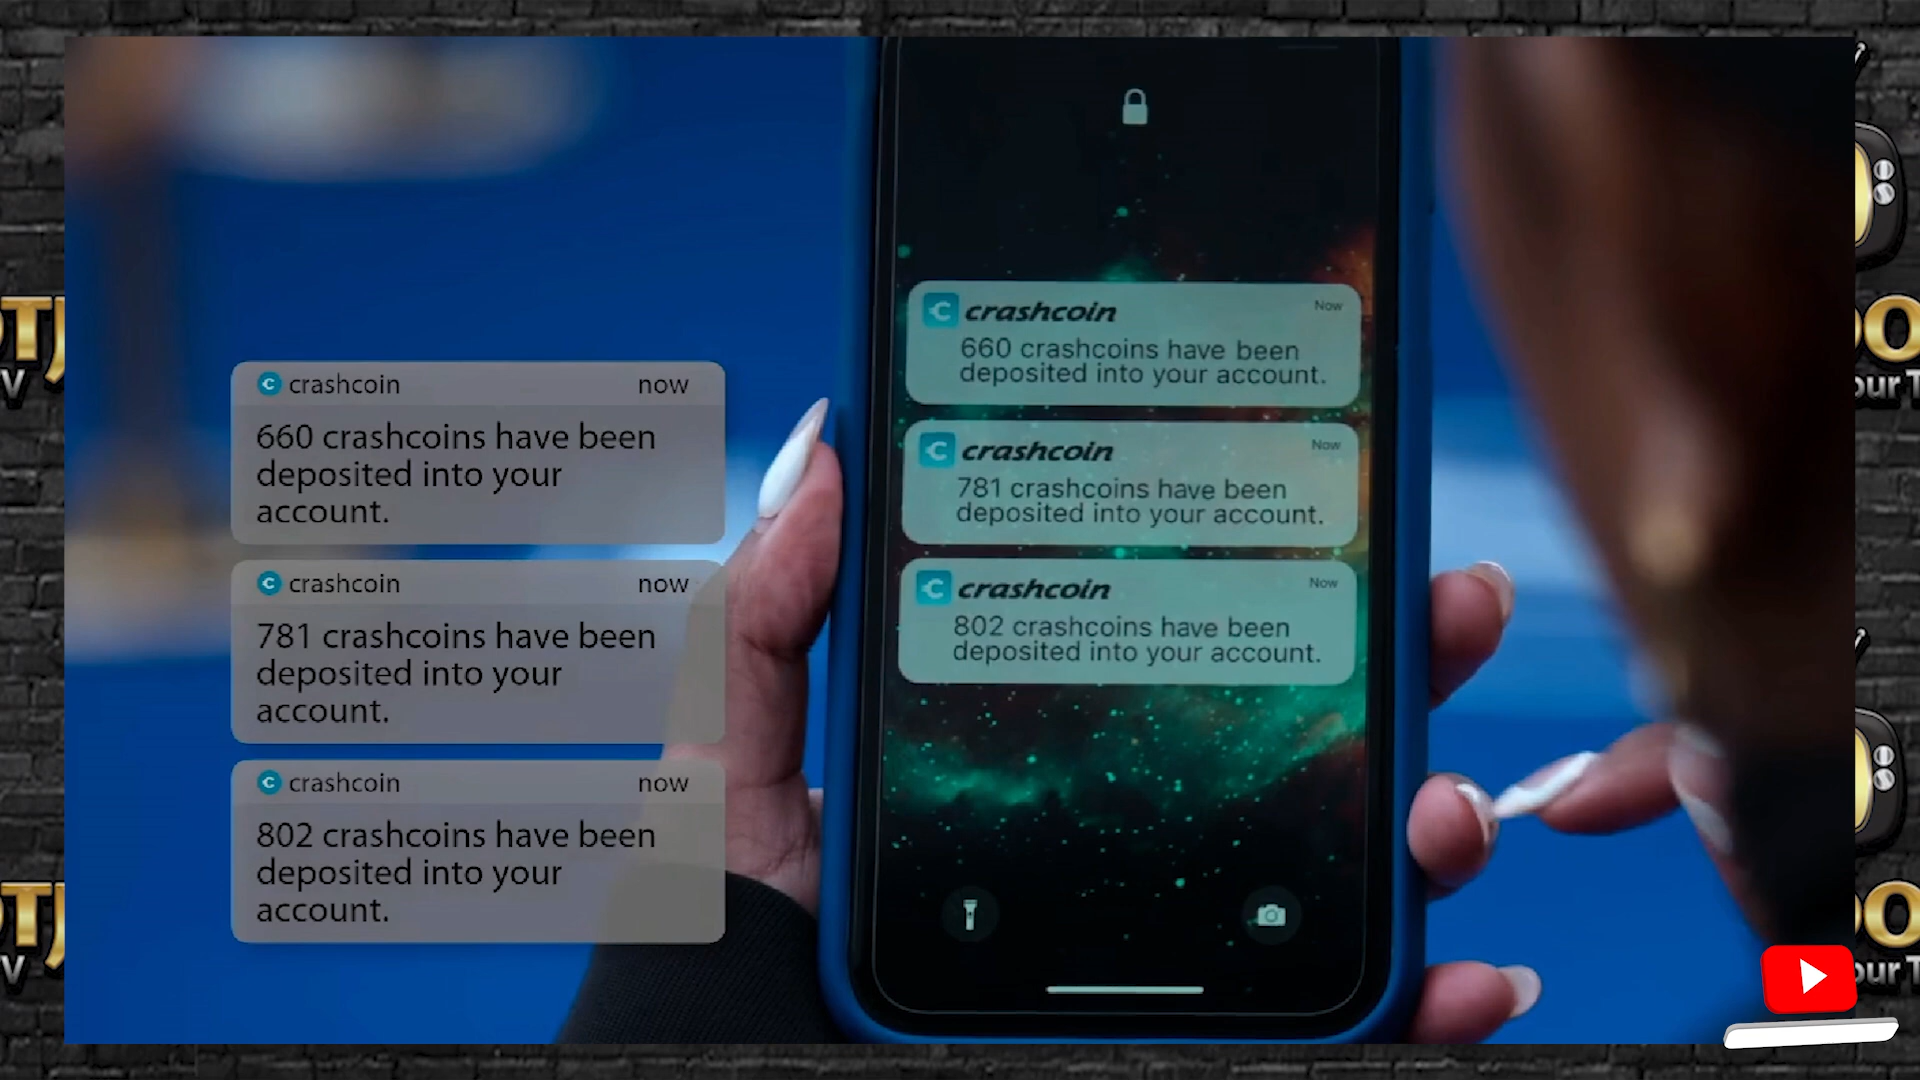 crashcoin now
660 crashcoins have been
deposited into your
account.
crashcoin now
781 crashcoins have been
deposited into your
account.
crashcoin now
802 crashcoins have been
deposited into your
account.
crashcoin Now
660 crashcoins have been
deposited into your account.
crashcoin Now
781 crashcoins have been
deposited into your account.
crashcoin Now
802 crashcoins have been
deposited into your account.